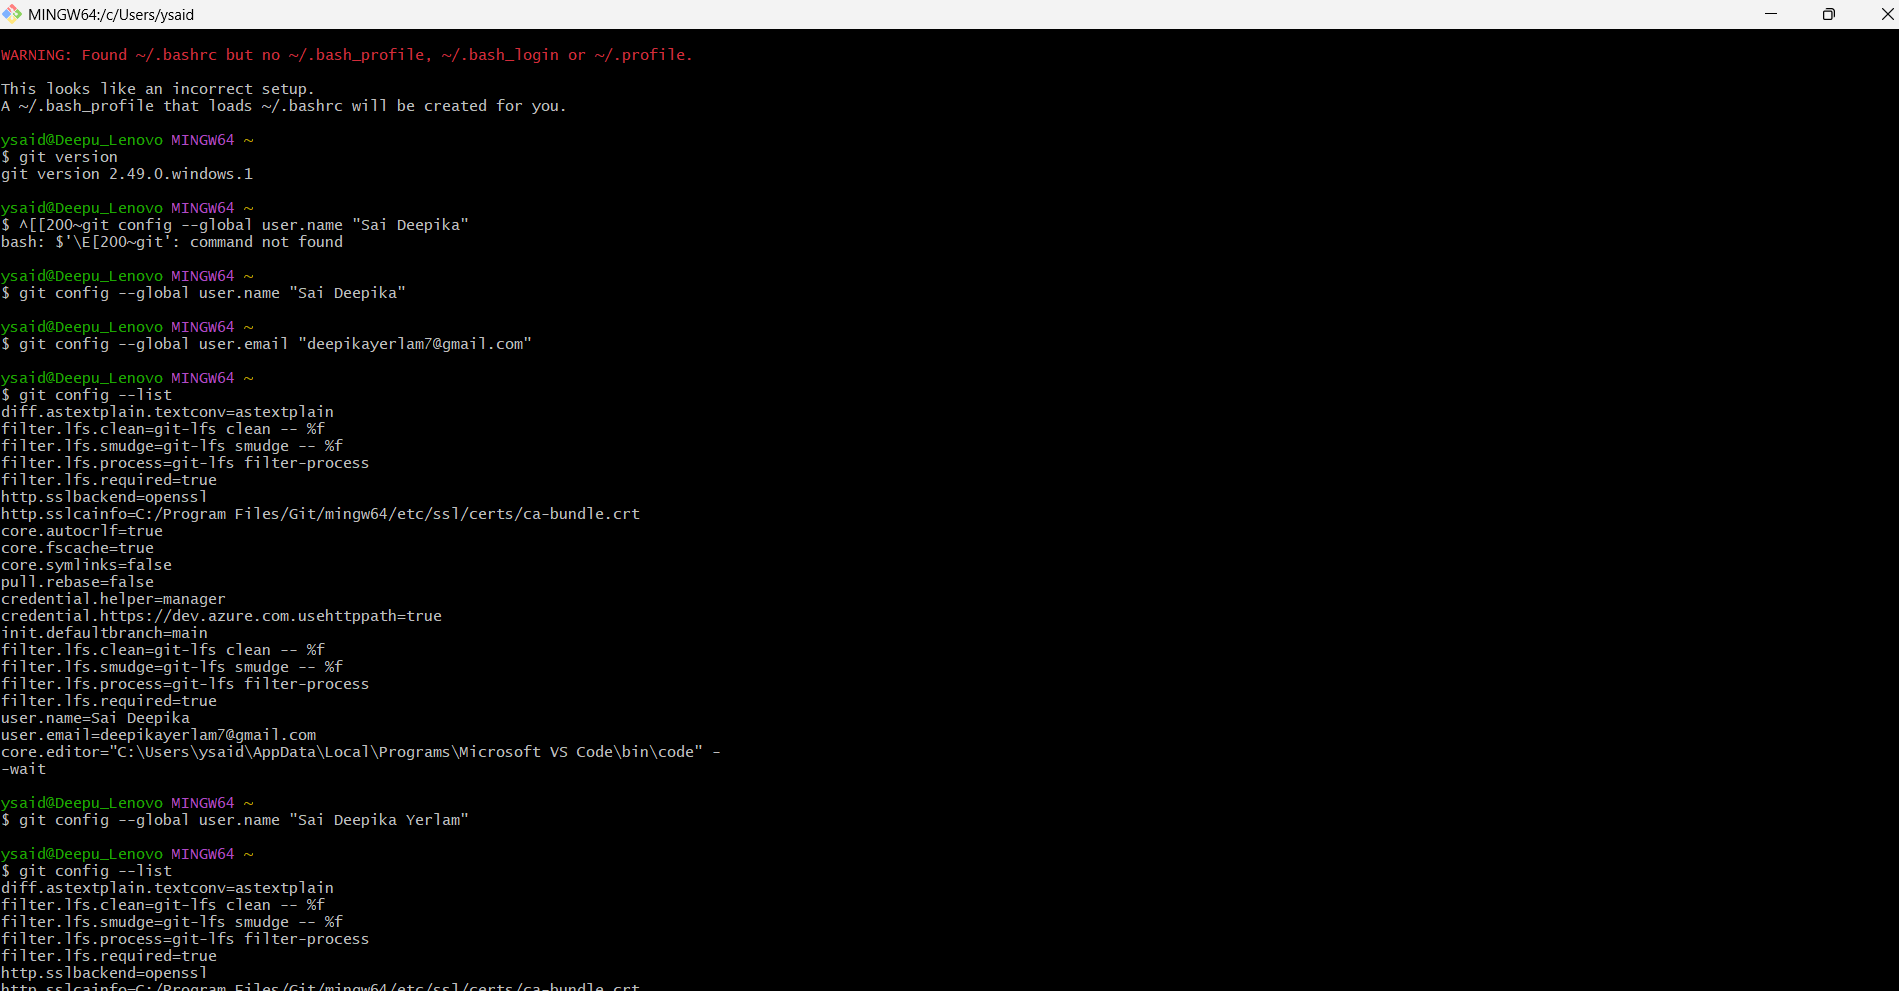 MINGW64:/c/Users/ysaid
WARNING: Found ~/.bashrc but no ~/.bash_profile, ~/.bash_login or ~/.profile.
This looks like an incorrect setup.
A ~/.bash_profile that loads ~/.bashrc will be created for you.
ysaid@Deepu_Lenovo MINGW64 ~
$ git version
git version 2.49.0.windows.1
ysaid@Deepu_Lenovo MINGW64 ~
$ ^[[200~git config --global user.name "Sai Deepika"
bash: $'\E[200~git': command not found
ysaid@Deepu_Lenovo MINGW64 ~
$ git config --global user.name "Sai Deepika"
ysaid@Deepu_Lenovo MINGW64 ~
$ git config --global user.email "deepikayerlam7@gmail.com"
ysaid@Deepu_Lenovo MINGW64 ~
$ git config --list
diff.astextplain.textconv=astextplain
filter.lfs.clean=git-lfs clean -- %f
filter.lfs.smudge=git-lfs smudge -- %f
filter.lfs.process=git-lfs filter-process
filter.lfs.required=true
http.sslbackend=openssl
http.sslcainfo=C:/Program Files/Git/mingw64/etc/ssl/certs/ca-bundle.crt
core.autocrlf=true
core.fscache=true
core.symlinks=false
pull.rebase=false
credential.helper=manager
credential.https://dev.azure.com.usehttppath=true
init.defaultbranch=main
filter.lfs.clean=git-lfs clean -- %f
filter.lfs.smudge=git-lfs smudge -- %f
filter.lfs.process=git-lfs filter-process
filter.lfs.required=true
user.name=Sai Deepika
user.email=deepikayerlam7@gmail.com
core.editor="C:\Users\ysaid\AppData\Local\Programs\Microsoft VS Code\bin\code" -
-wait
ysaid@Deepu_Lenovo MINGW64 ~
$ git config --global user.name "Sai Deepika Yerlam"
ysaid@Deepu_Lenovo MINGW64 ~
$ git config --list
diff.astextplain.textconv=astextplain
filter.lfs.clean=git-lfs clean -- %f
filter.lfs.smudge=git-lfs smudge -- %f
filter.lfs.process=git-lfs filter-process
filter.lfs.required=true
http.sslbackend=openssl
http.sslcainfo=C:/Program Files/Git/mingw64/etc/ssl/certs/ca-bundle.crt